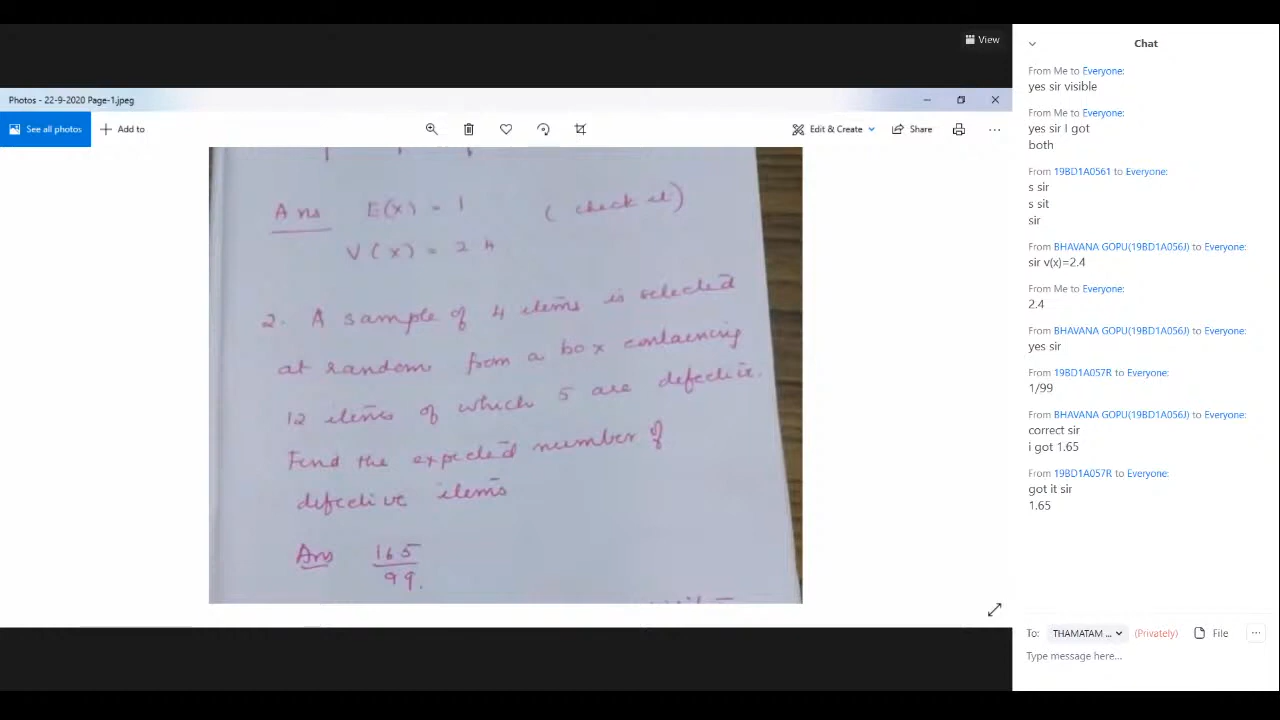 View
Photos - 22-9-2020 Page-1.jpeg
See all photos
Add to
Edit & Create
Share
Ans E(x) = 1 (check it)
V(x) = 2.4
2. A sample of 4 items is selected
at random from a box containing
12 items of which 5 are defective.
Find the expected number of
defective items
Ans 165
99.
Chat
From Me to Everyone:
yes sir visible
From Me to Everyone:
yes sir I got
both
From 19BD1A0561 to Everyone:
s sir
s sit
sir
From BHAVANA GOPU(19BD1A056J) to Everyone:
sir v(x)=2.4
From Me to Everyone:
2.4
From BHAVANA GOPU(19BD1A056J) to Everyone:
yes sir
From 19BD1A057R to Everyone:
1/99
From BHAVANA GOPU(19BD1A056J) to Everyone:
correct sir
i got 1.65
From 19BD1A057R to Everyone:
got it sir
1.65
To: THAMATAM ... (Privately) File
Type message here...